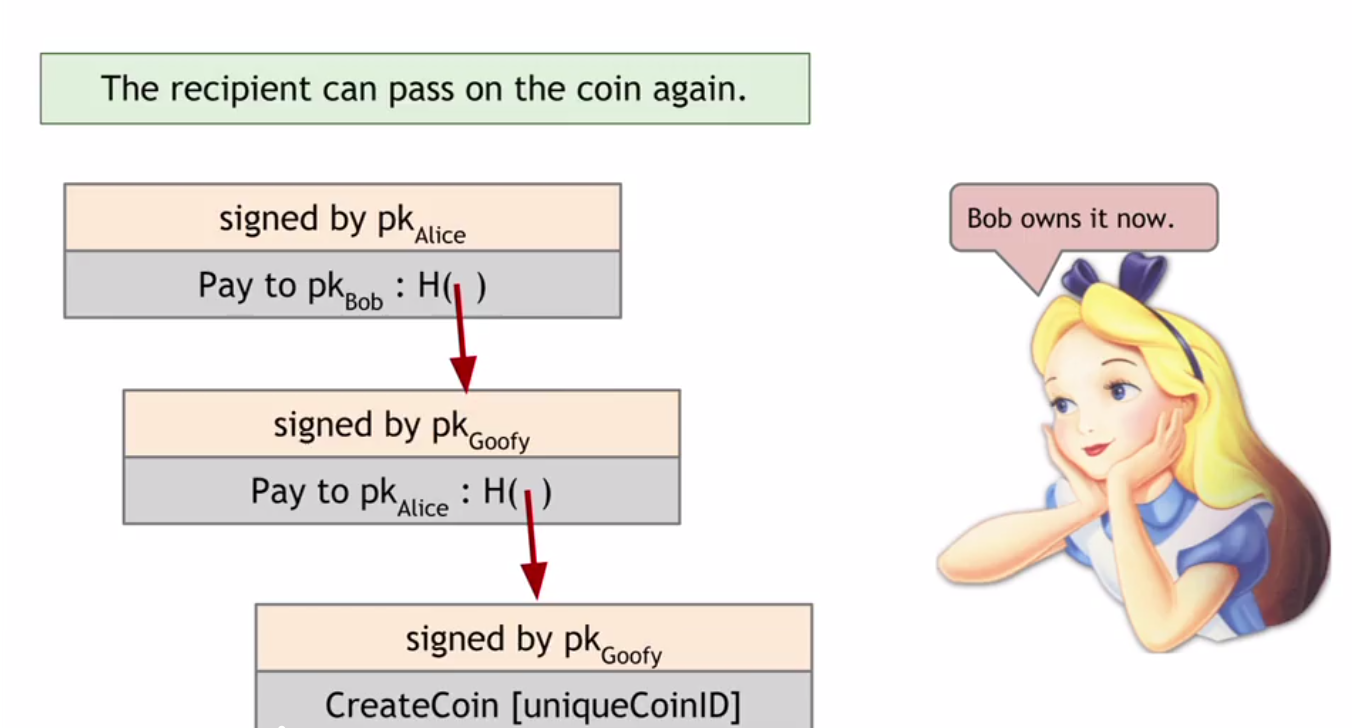 The recipient can pass on the coin again.
signed by pkAlice
Pay to pkBob : H( )
Bob owns it now.
signed by pkGoofy
Pay to pkAlice : H( )
signed by pkGoofy
CreateCoin [uniqueCoinID]